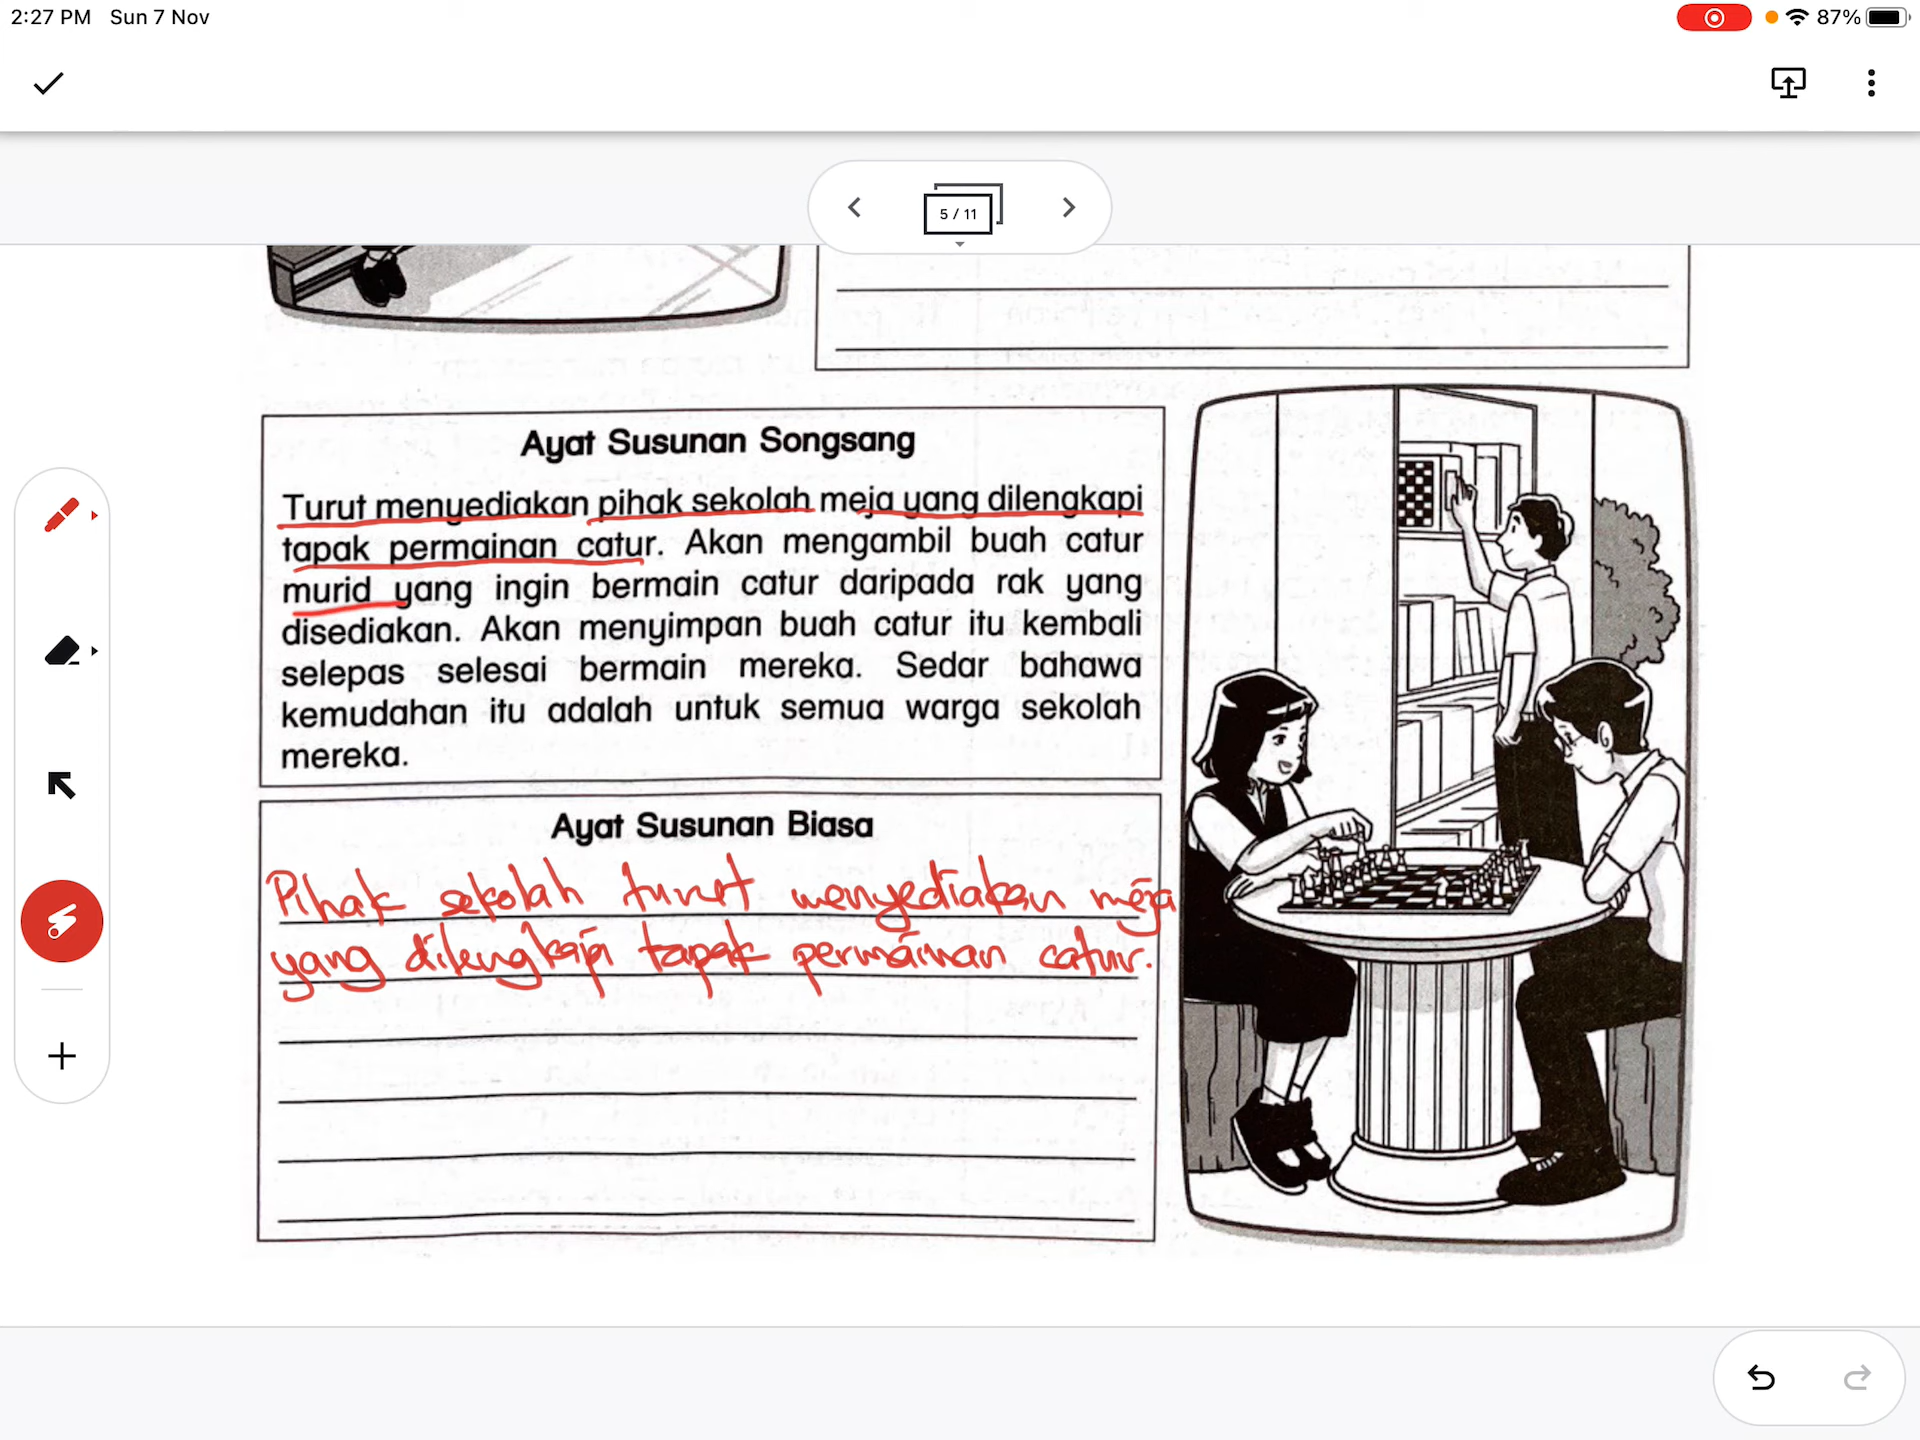 2:27 PM Sun 7 Nov
87%
5 / 11
Ayat Susunan Songsang
Turut menyediakan pihak sekolah meja yang dilengkapi
tapak permainan catur. Akan mengambil buah catur
murid yang ingin bermain catur daripada rak yang
disediakan. Akan menyimpan buah catur itu kembali
selepas selesai bermain mereka. Sedar bahawa
kemudahan itu adalah untuk semua warga sekolah
mereka.
Ayat Susunan Biasa
Pihak sekolah turut menyediakan meja
yang dilengkapi tapak permainan catur.